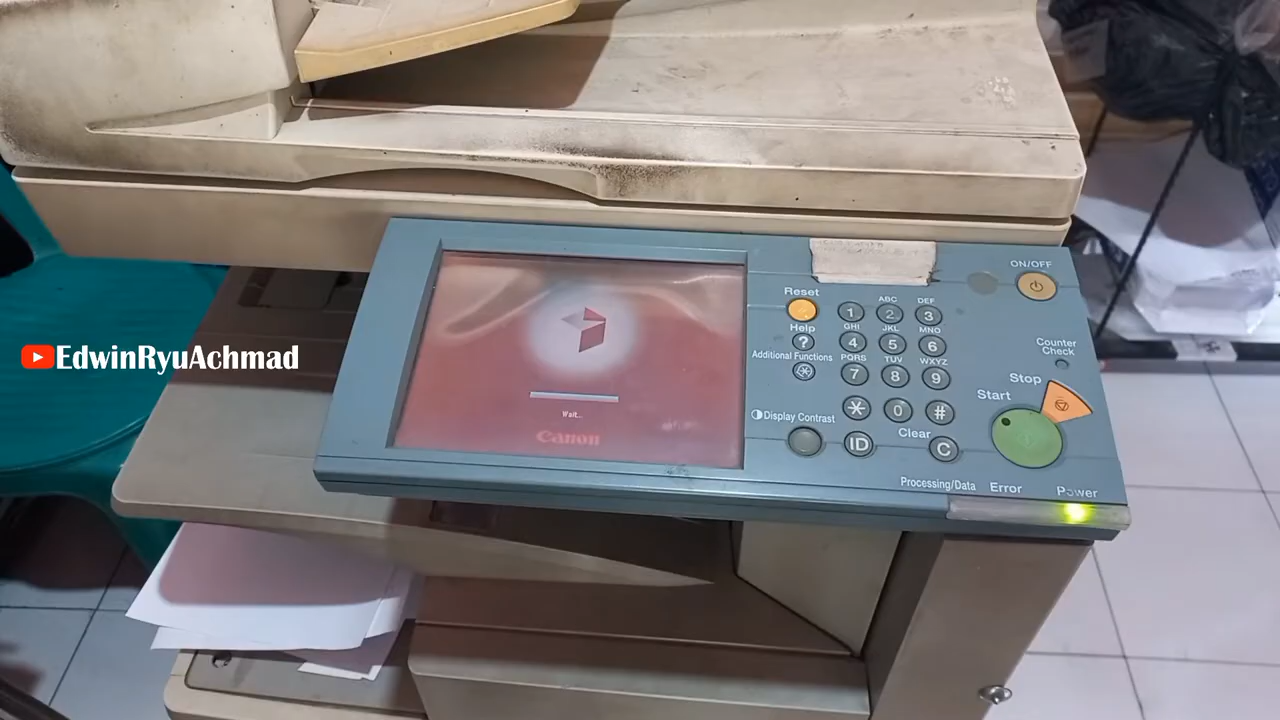 EdwinRyuAchmad
Wait...
Canon
ON/OFF
Reset
Help
?
Additional Functions
Display Contrast
1
ABC
2
DEF
3
GHI
4
JKL
5
MNO
6
PQRS
7
TUV
8
WXYZ
9
0
#
ID
Clear
C
Counter
Check
Stop
Start
Processing/Data
Error
Power